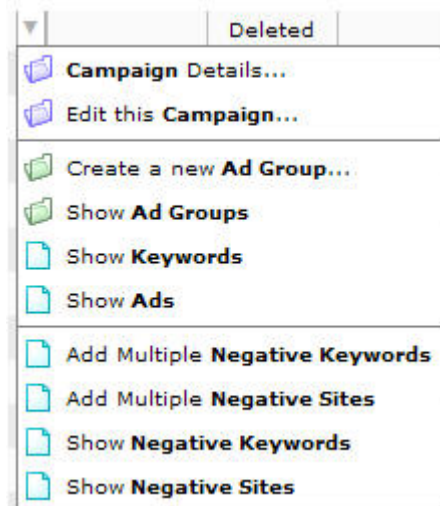 Deleted
Campaign Details...
Edit this Campaign...
Create a new Ad Group...
Show Ad Groups
Show Keywords
Show Ads
Add Multiple Negative Keywords
Add Multiple Negative Sites
Show Negative Keywords
Show Negative Sites